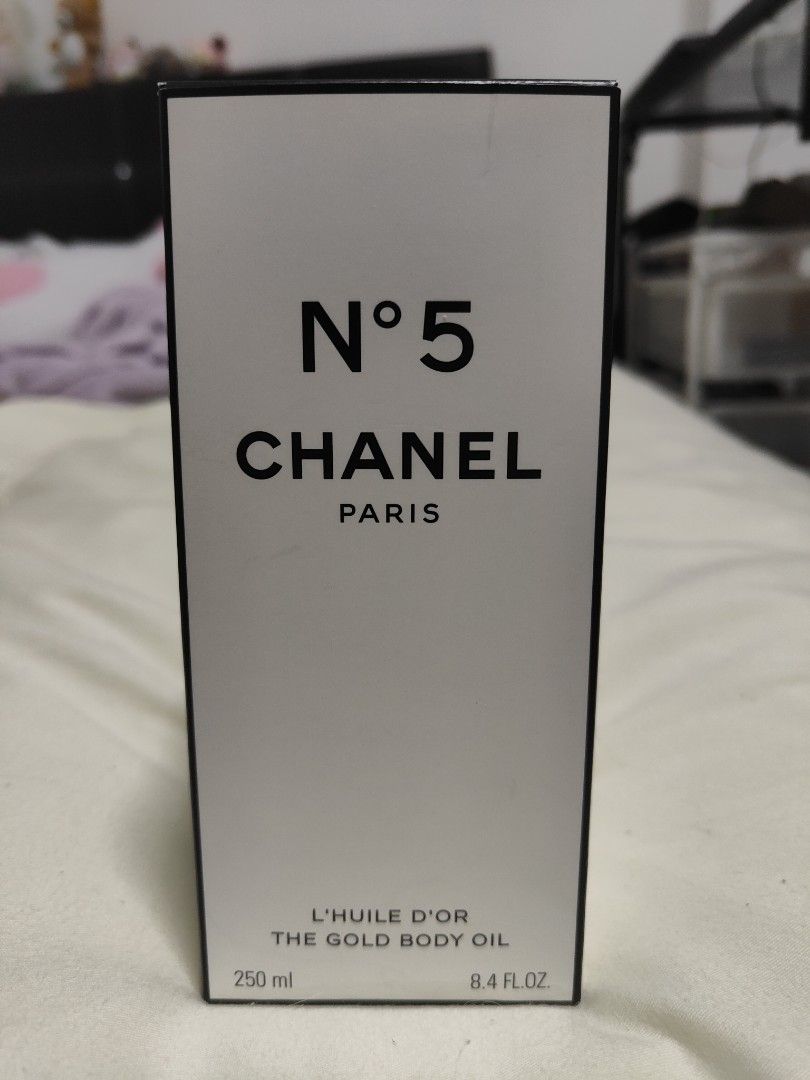 N°5
CHANEL
PARIS
L'HUILE D'OR
THE GOLD BODY OIL
250 ml
8.4 FL.OZ.